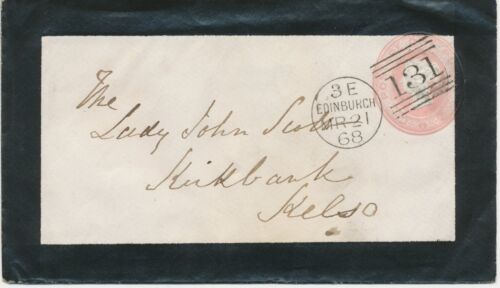 131
3 E
EDINBURGH
MR 21
68
The
Lady John Scott
Kirkbank
Kelso